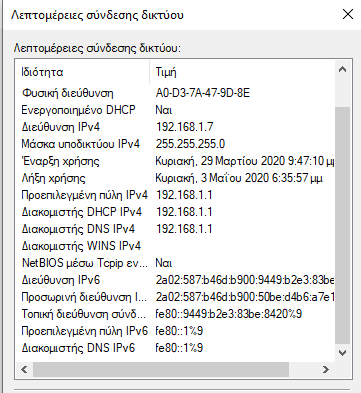 Λεπτομέρειες σύνδεσης δικτύου
Λεπτομέρειες σύνδεσης δικτύου:
Ιδιότητα Τιμή
Φυσική διεύθυνση A0-D3-7A-47-9D-8E
Ενεργοποιημένο DHCP Ναι
Διεύθυνση IPv4 192.168.1.7
Μάσκα υποδικτύου IPv4 255.255.255.0
Έναρξη χρήσης Κυριακή, 29 Μαρτίου 2020 9:47:10 μμ
Λήξη χρήσης Κυριακή, 3 Μαΐου 2020 6:35:57 μμ
Προεπιλεγμένη πύλη IPv4 192.168.1.1
Διακομιστής DHCP IPv4 192.168.1.1
Διακομιστής DNS IPv4 192.168.1.1
Διακομιστής WINS IPv4
NetBIOS μέσω Tcpip εν... Ναι
Διεύθυνση IPv6 2a02:587:b46d:b900:9449:b2e3:83be
Προσωρινή διεύθυνση I... 2a02:587:b46d:b900:50be:d4b6:a7e1
Τοπική διεύθυνση σύνδ... fe80::9449:b2e3:83be:8420%9
Προεπιλεγμένη πύλη IPv6 fe80::1%9
Διακομιστής DNS IPv6 fe80::1%9